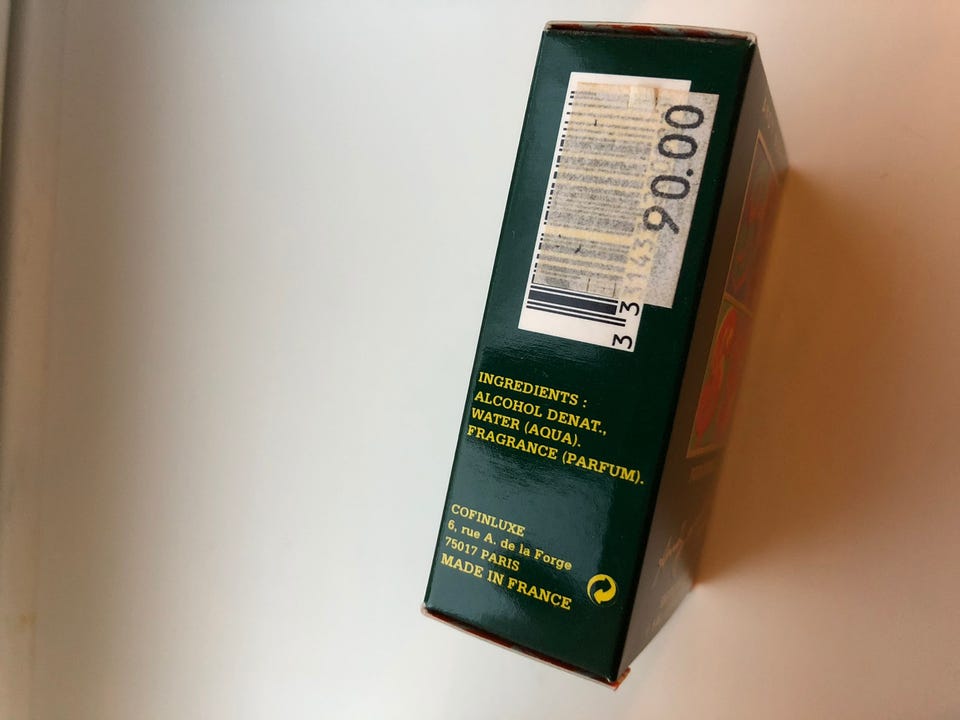 90.00
3 3
INGREDIENTS :
ALCOHOL DENAT.,
WATER (AQUA).
FRAGRANCE (PARFUM).
COFINLUXE
6, rue A. de la Forge
75017 PARIS
MADE IN FRANCE